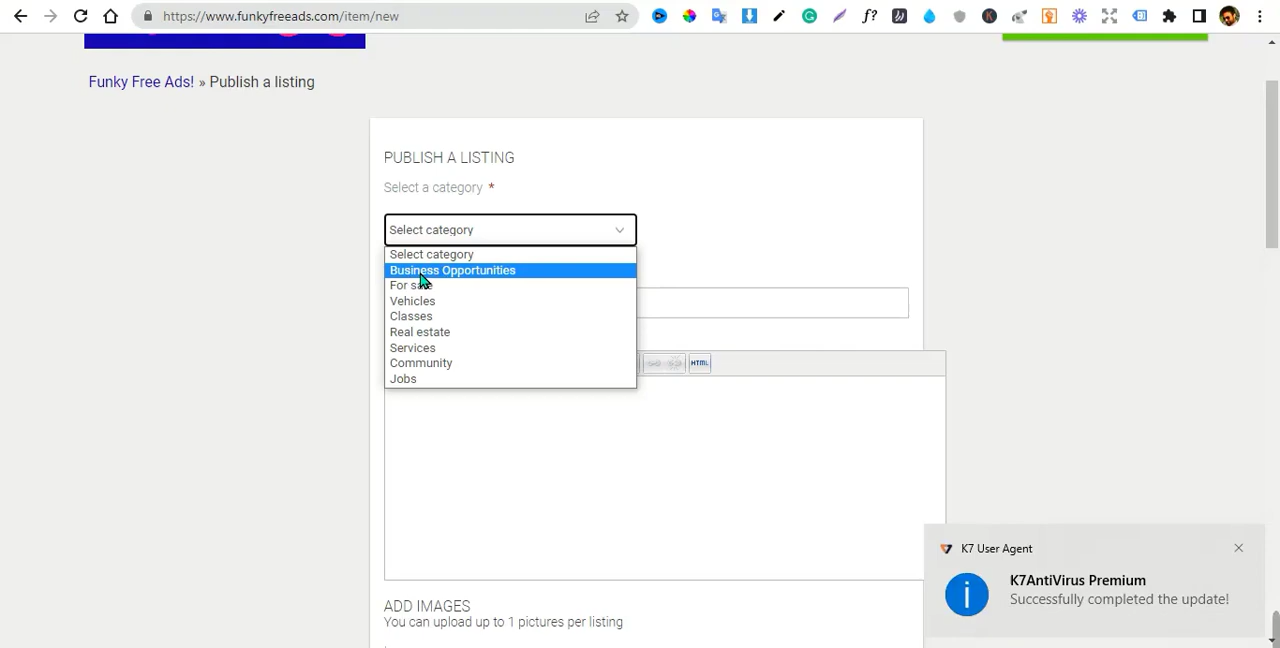 https://www.funkyfreeads.com/item/new
Funky Free Ads! » Publish a listing
PUBLISH A LISTING
Select a category *
Select category
Select category
Business Opportunities
For sale
Vehicles
Classes
Real estate
Services
Community
Jobs
HTML
ADD IMAGES
You can upload up to 1 pictures per listing
K7 User Agent
K7AntiVirus Premium
Successfully completed the update!